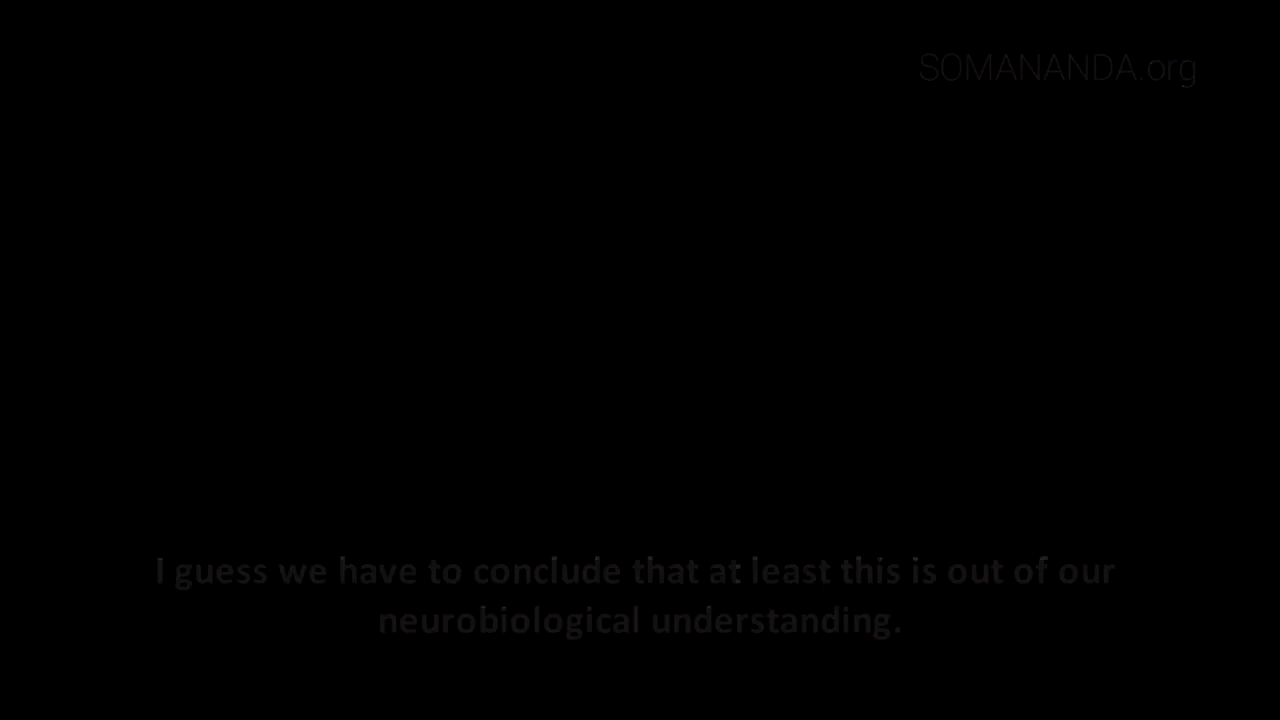 SOMANANDA.org
I guess we have to conclude that at least this is out of our
neurobiological understanding.